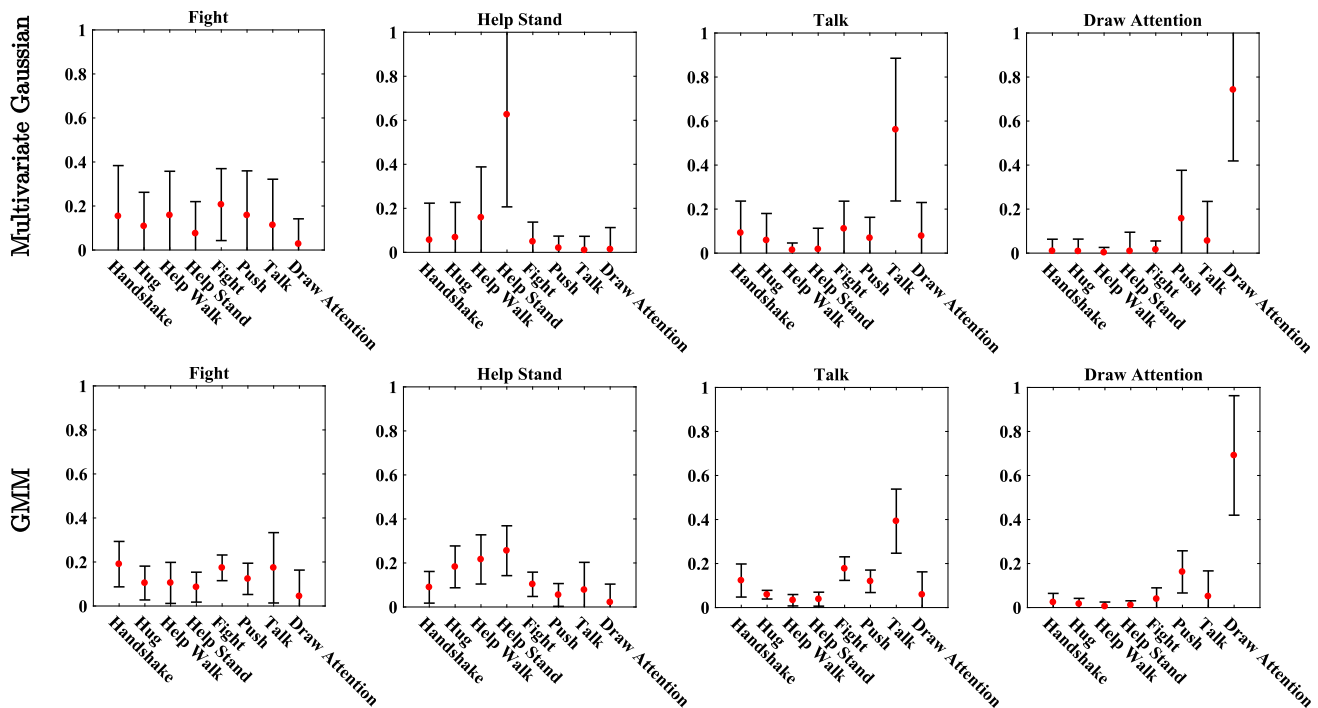 Multivariate Gaussian
Fight
1
0.8
0.6
0.4
0.2
0
Handshake
Hug
Help Walk
Help Stand
Fight
Push
Talk
Draw Attention
Help Stand
1
0.8
0.6
0.4
0.2
0
Handshake
Hug
Help Walk
Help Stand
Fight
Push
Talk
Draw Attention
Talk
1
0.8
0.6
0.4
0.2
0
Handshake
Hug
Help Walk
Help Stand
Fight
Push
Talk
Draw Attention
Draw Attention
1
0.8
0.6
0.4
0.2
0
Handshake
Hug
Help Walk
Help Stand
Fight
Push
Talk
Draw Attention
GMM
Fight
1
0.8
0.6
0.4
0.2
0
Handshake
Hug
Help Walk
Help Stand
Fight
Push
Talk
Draw Attention
Help Stand
1
0.8
0.6
0.4
0.2
0
Handshake
Hug
Help Walk
Help Stand
Fight
Push
Talk
Draw Attention
Talk
1
0.8
0.6
0.4
0.2
0
Handshake
Hug
Help Walk
Help Stand
Fight
Push
Talk
Draw Attention
Draw Attention
1
0.8
0.6
0.4
0.2
0
Handshake
Hug
Help Walk
Help Stand
Fight
Push
Talk
Draw Attention